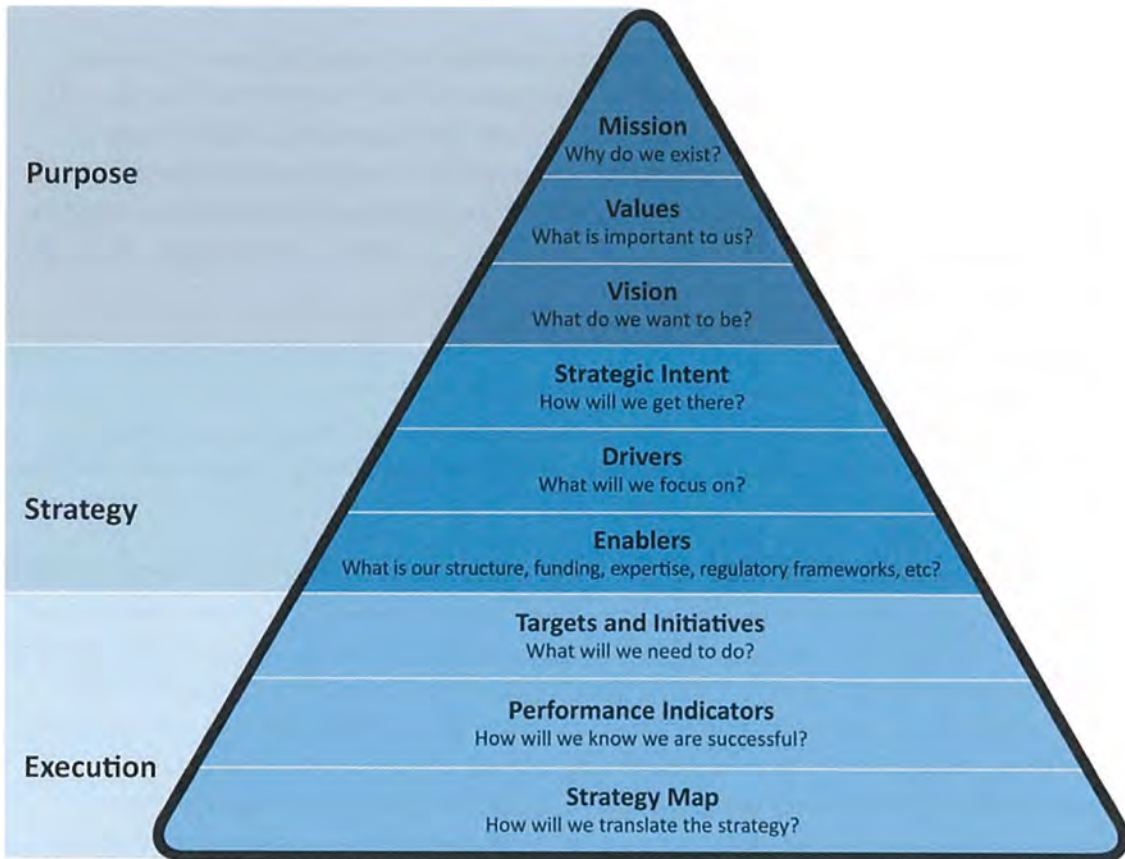 Purpose
Mission
Why do we exist?
Values
What is important to us?
Vision
What do we want to be?
Strategy
Strategic Intent
How will we get there?
Drivers
What will we focus on?
Enablers
What is our structure, funding, expertise, regulatory frameworks, etc?
Execution
Targets and Initiatives
What will we need to do?
Performance Indicators
How will we know we are successful?
Strategy Map
How will we translate the strategy?